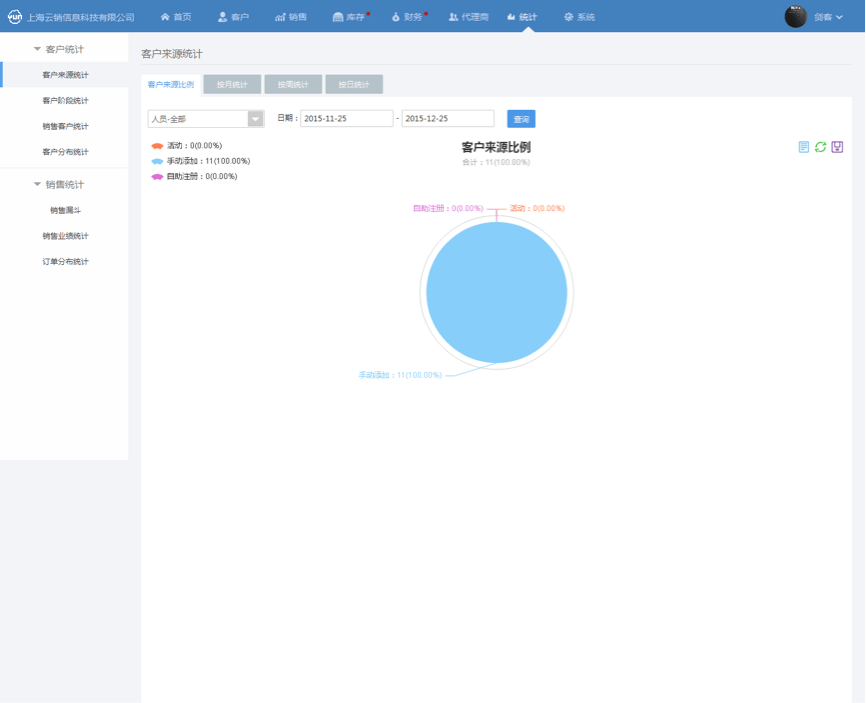 上海云销信息科技有限公司 首页 客户 销售 库存 财务 代理商 统计 系统 剑客
客户统计
客户来源统计
客户阶段统计
销售客户统计
客户分布统计
销售统计
销售漏斗
销售业绩统计
订单分布统计
客户来源统计
客户来源比例 按月统计 按周统计 按日统计
人员-全部 日期：2015-11-25 - 2015-12-25 查询
活动：0(0.00%)
手动添加：11(100.00%)
自助注册：0(0.00%)
客户来源比例
合计：11(100.00%)
自助注册：0(0.00%) 活动：0(0.00%)
手动添加：11(100.00%)